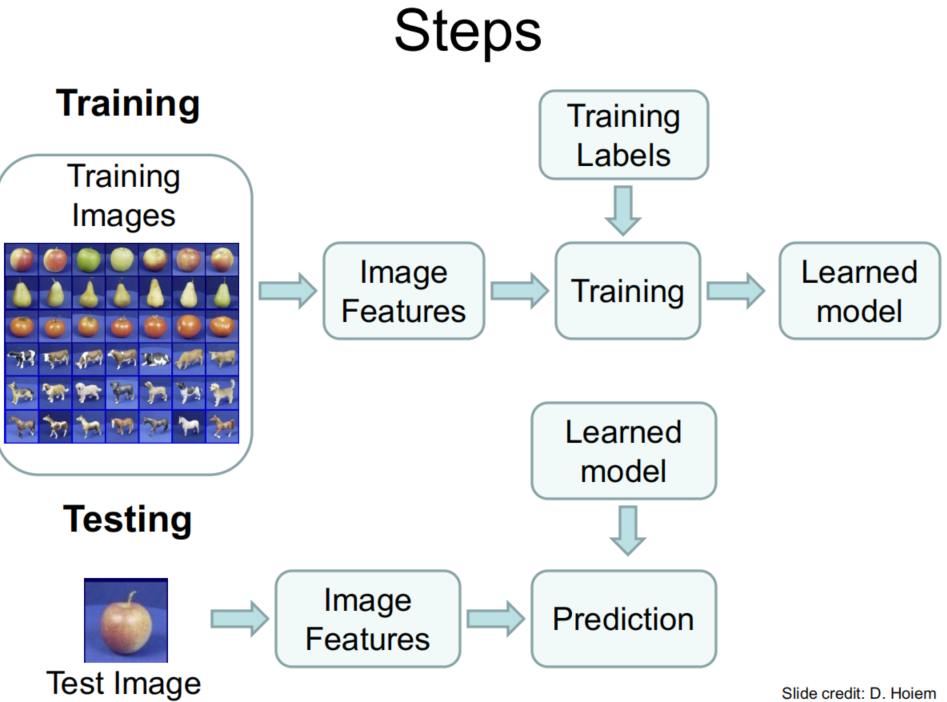 Steps
Training
Training
Images
Image
Features
Training
Labels
Training
Learned
model
Testing
Test Image
Image
Features
Learned
model
Prediction
Slide credit: D. Hoiem